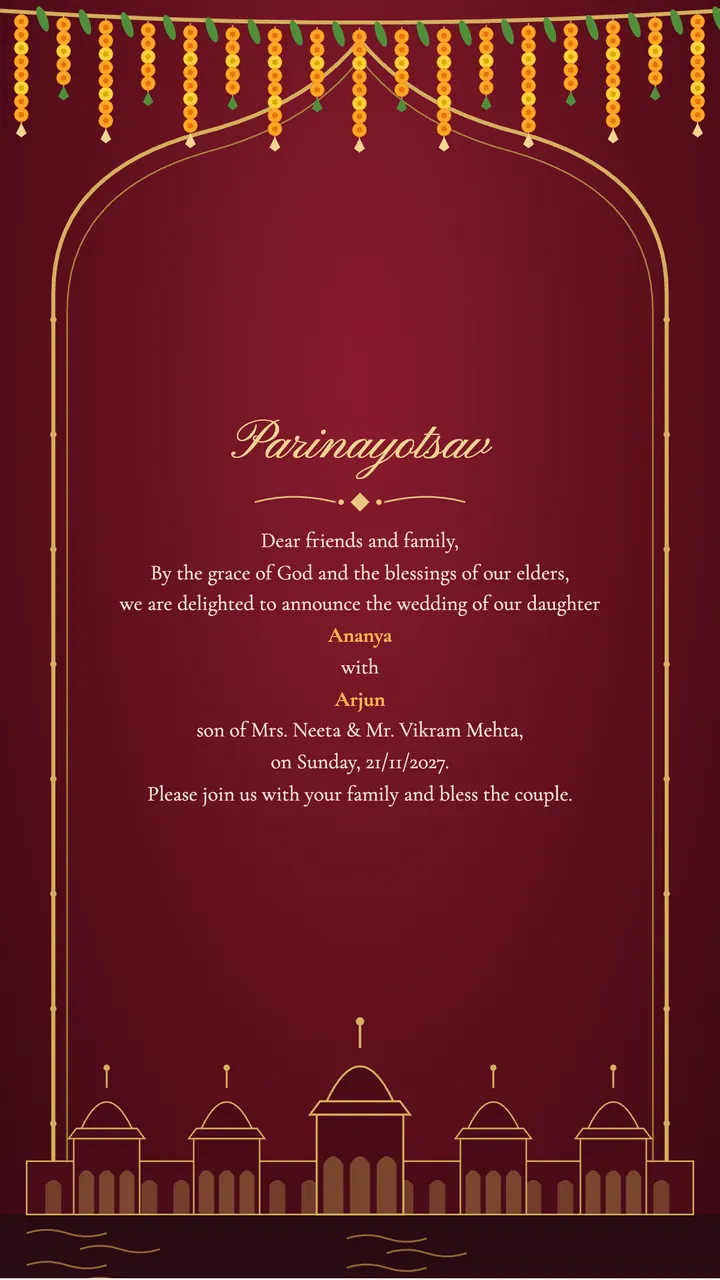 Parinayotsav
Dear friends and family,
By the grace of God and the blessings of our elders,
we are delighted to announce the wedding of our daughter
Ananya
with
Arjun
son of Mrs. Neeta & Mr. Vikram Mehta,
on Sunday, 21/11/2027.
Please join us with your family and bless the couple.